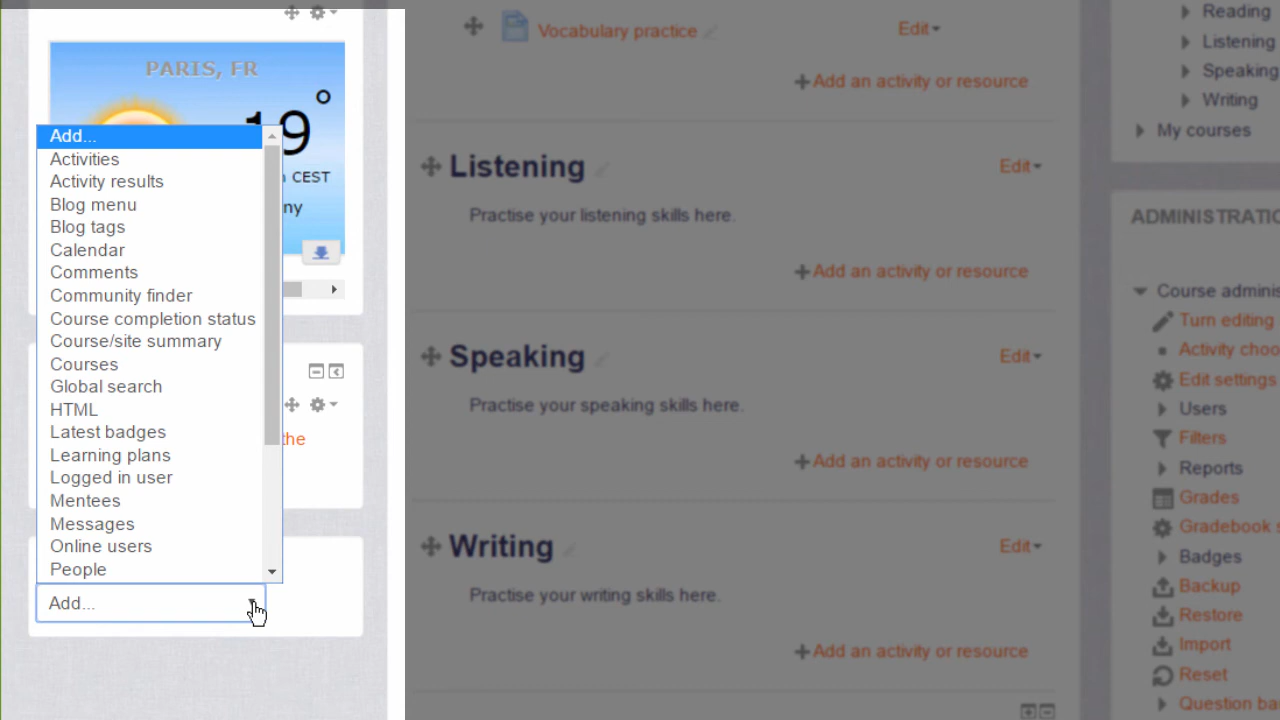 PARIS, FR
19°
CEST
ny
Add...
Activities
Activity results
Blog menu
Blog tags
Calendar
Comments
Community finder
Course completion status
Course/site summary
Courses
Global search
HTML
Latest badges
Learning plans
Logged in user
Mentees
Messages
Online users
People
Add...
the
Vocabulary practice
Edit
Add an activity or resource
Listening
Edit
Practise your listening skills here.
Add an activity or resource
Speaking
Edit
Practise your speaking skills here.
Add an activity or resource
Writing
Edit
Practise your writing skills here.
Add an activity or resource
Reading
Listening
Speaking
Writing
My courses
ADMINISTRATIO
Course adminis
Turn editing
Activity choo
Edit settings
Users
Filters
Reports
Grades
Gradebook s
Badges
Backup
Restore
Import
Reset
Question ba